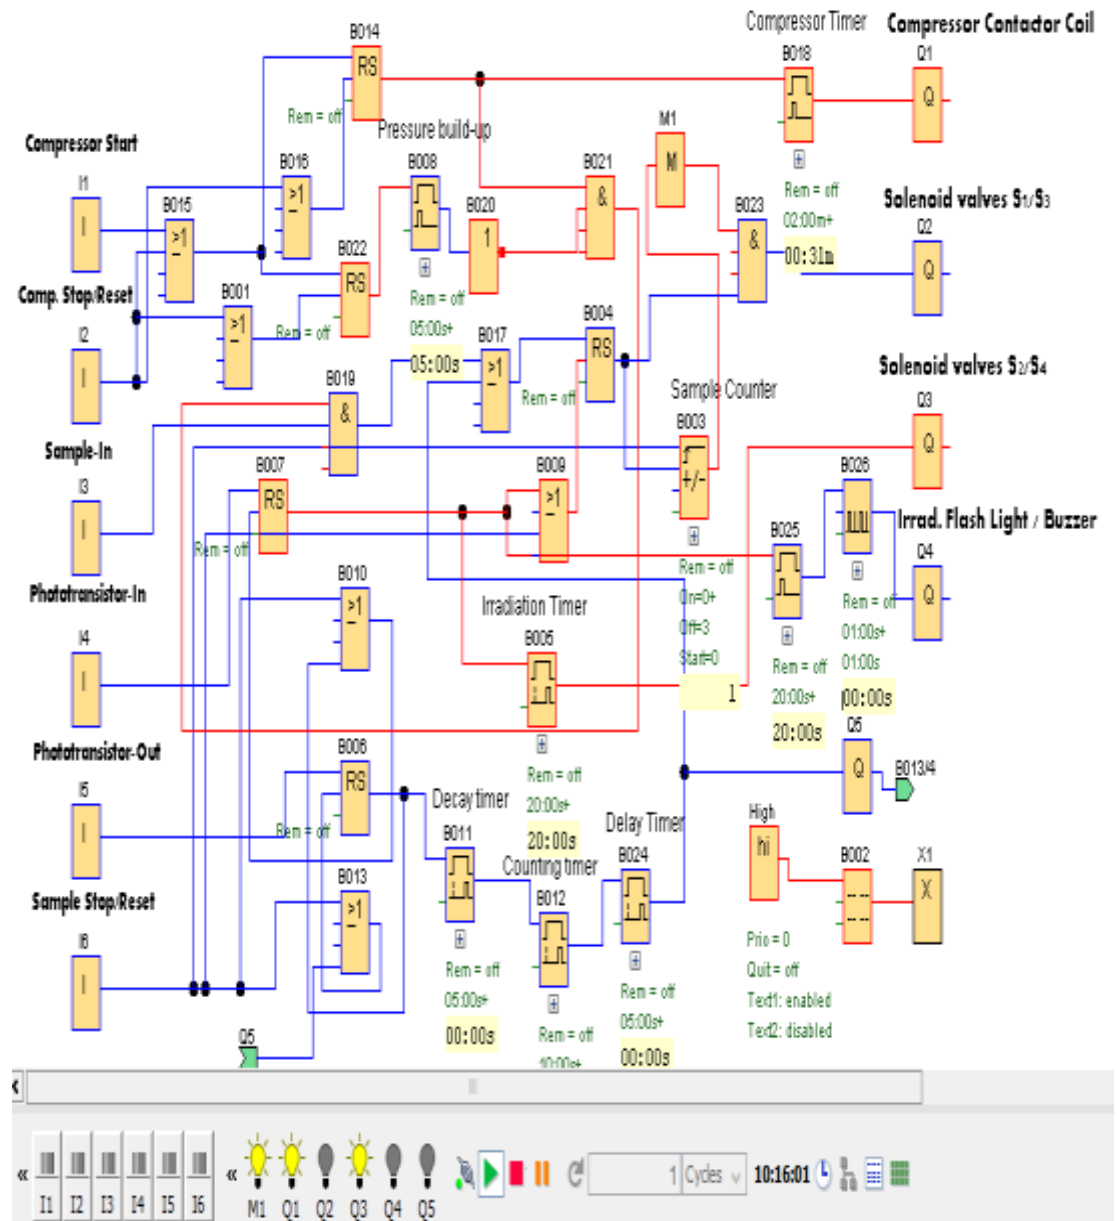 Compressor Timer
Compressor Contactor Coil
B014
RS
Rem = off
B018
Q1
Q
Pressure build-up
M1
M
Compressor Start
I1
I
B015
>1
B016
>1
B008
B020
1
B021
&
B023
&
Rem = off
02:00m+
00:31m
Solenoid valves S1/S3
Q2
Q
Comp. Stop/Reset
I2
I
B001
>1
B022
RS
Rem = off
Rem = off
05:00s+
05:00s
B017
>1
B004
RS
Rem = off
Solenoid valves S2/S4
Q3
Q
B019
&
Sample Counter
B003
+/-
Sample-In
I3
I
B007
RS
Rem = off
B009
>1
B026
Irrad. Flash Light / Buzzer
Q4
Q
B025
Rem = off
On=0+
Off=3
Start=0
1
Rem = off
01:00s+
01:00s
00:00s
Rem = off
20:00s+
20:00s
Phototransistor-In
I4
I
B010
>1
Irradiation Timer
B005
Rem = off
20:00s+
20:00s
Phototransistor-Out
I5
I
B006
RS
Rem = off
Q5
Q
B013/4
Decay timer
B011
Rem = off
05:00s+
00:00s
Counting timer
B012
Rem = off
10:00s+
Delay Timer
B024
Rem = off
05:00s+
00:00s
High
hi
B002
X1
X
Prio = 0
Quit = off
Text1: enabled
Text2: disabled
Sample Stop/Reset
I6
I
B013
>1
Q5
« I1 I2 I3 I4 I5 I6 « M1 Q1 Q2 Q3 Q4 Q5 1 Cycles 10:16:01